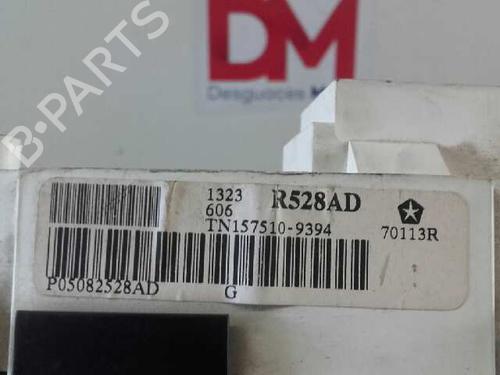 B-PARTS
DM
Desguaces
1323 R528AD
606
TN157510-9394 70113R
P05082528AD G